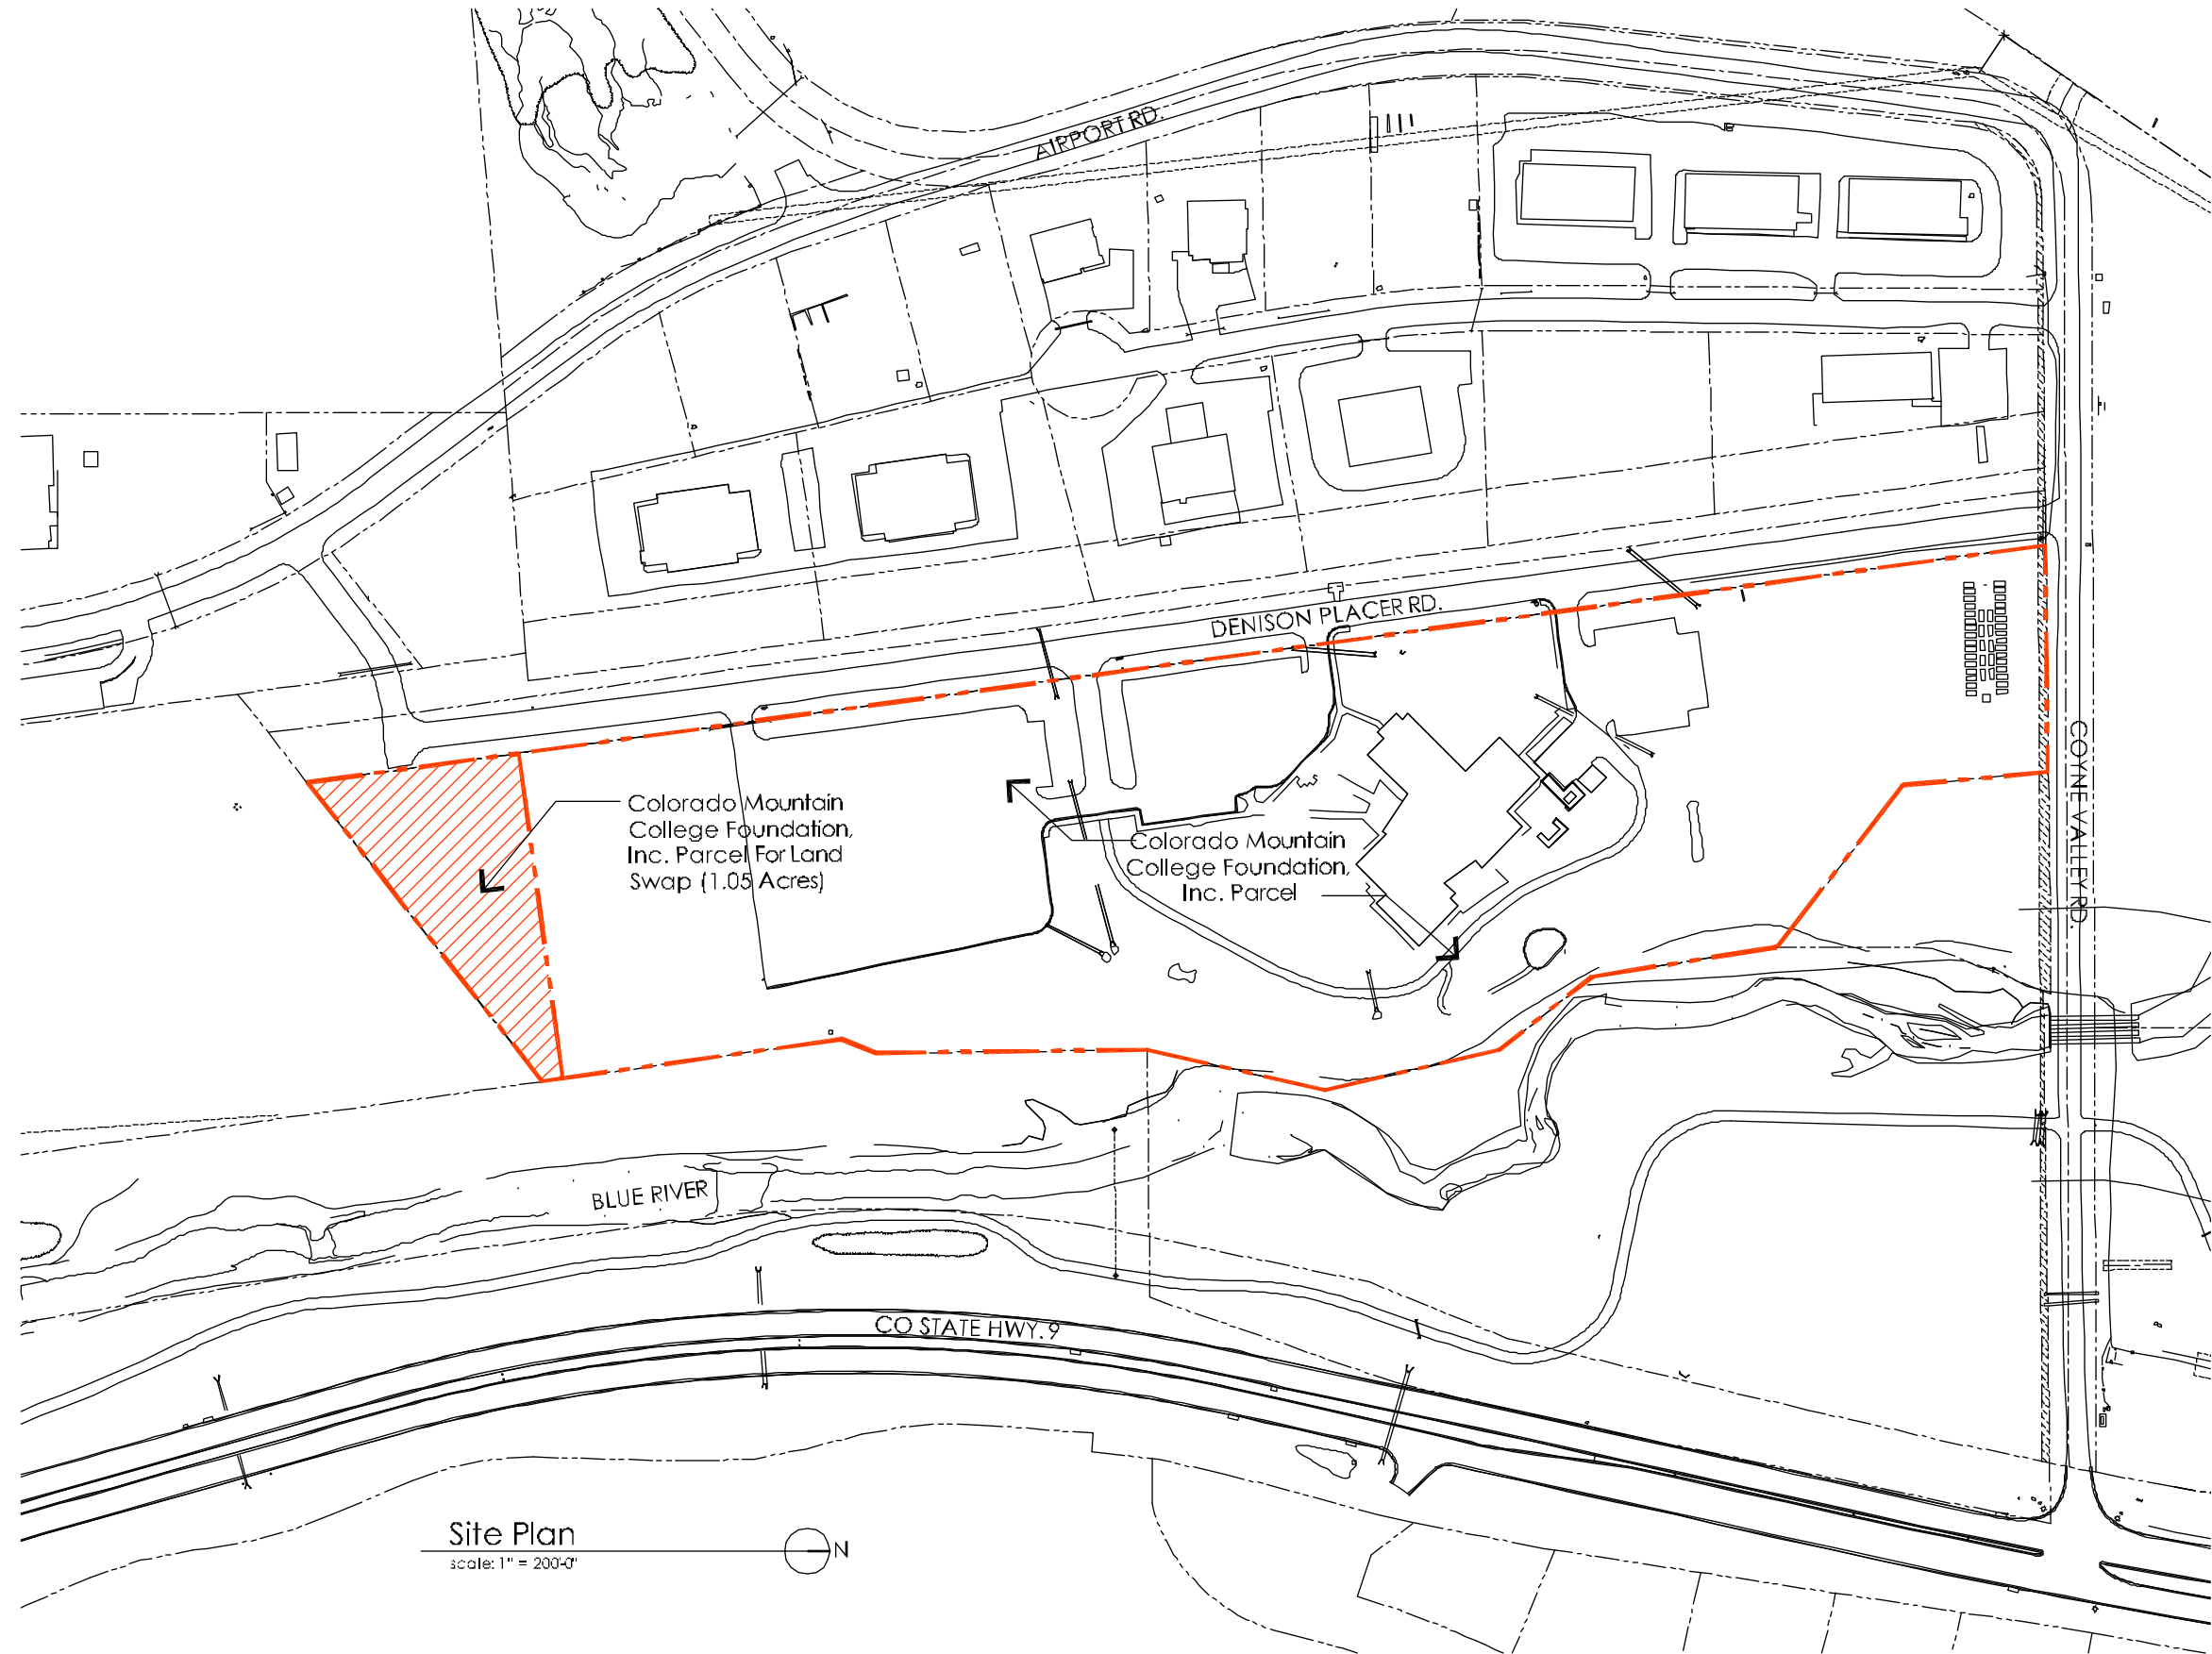 AIRPORT RD.
DENISON PLACER RD.
COYNE VALLEY RD.
Colorado Mountain
College Foundation,
Inc. Parcel For Land
Swap (1.05 Acres)
Colorado Mountain
College Foundation,
Inc. Parcel
BLUE RIVER
CO STATE HWY. 9
Site Plan
scale: 1" = 200'-0"
N